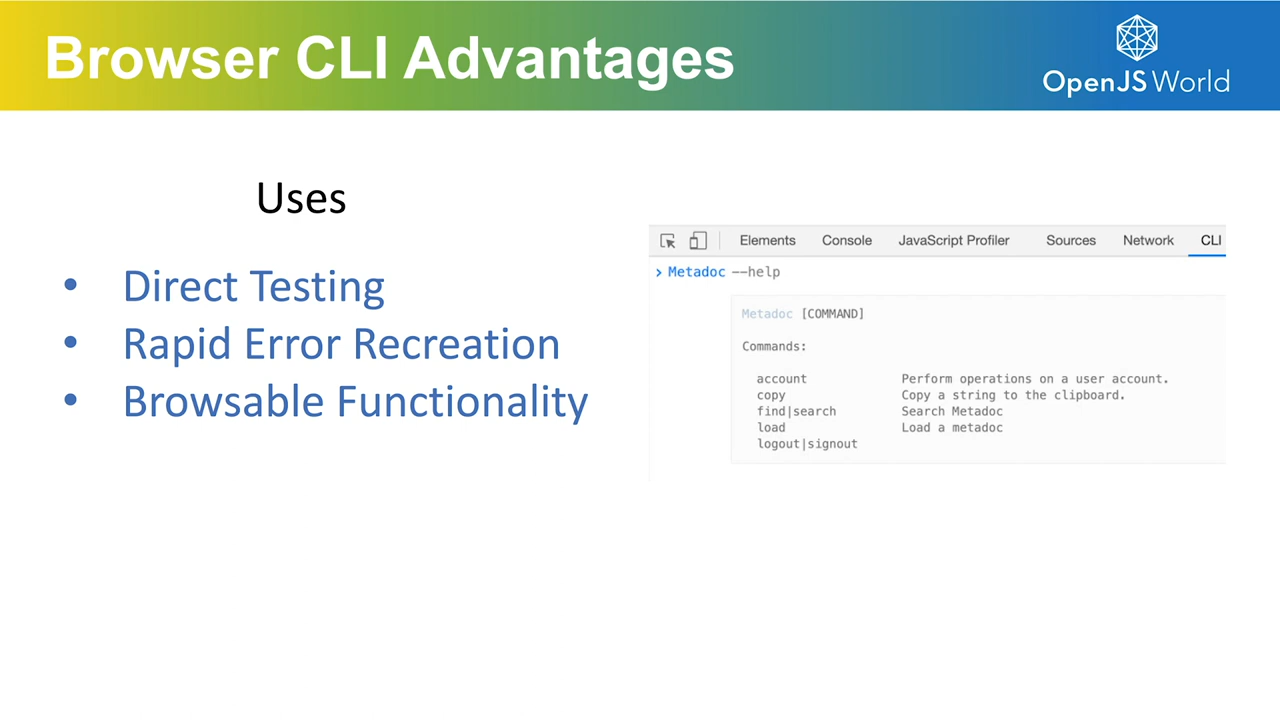 Browser CLI Advantages
OpenJS World
Uses
• Direct Testing
• Rapid Error Recreation
• Browsable Functionality
Elements Console JavaScript Profiler Sources Network CLI
> Metadoc --help
Metadoc [COMMAND]
Commands:
account Perform operations on a user account.
copy Copy a string to the clipboard.
find|search Search Metadoc
load Load a metadoc
logout|signout